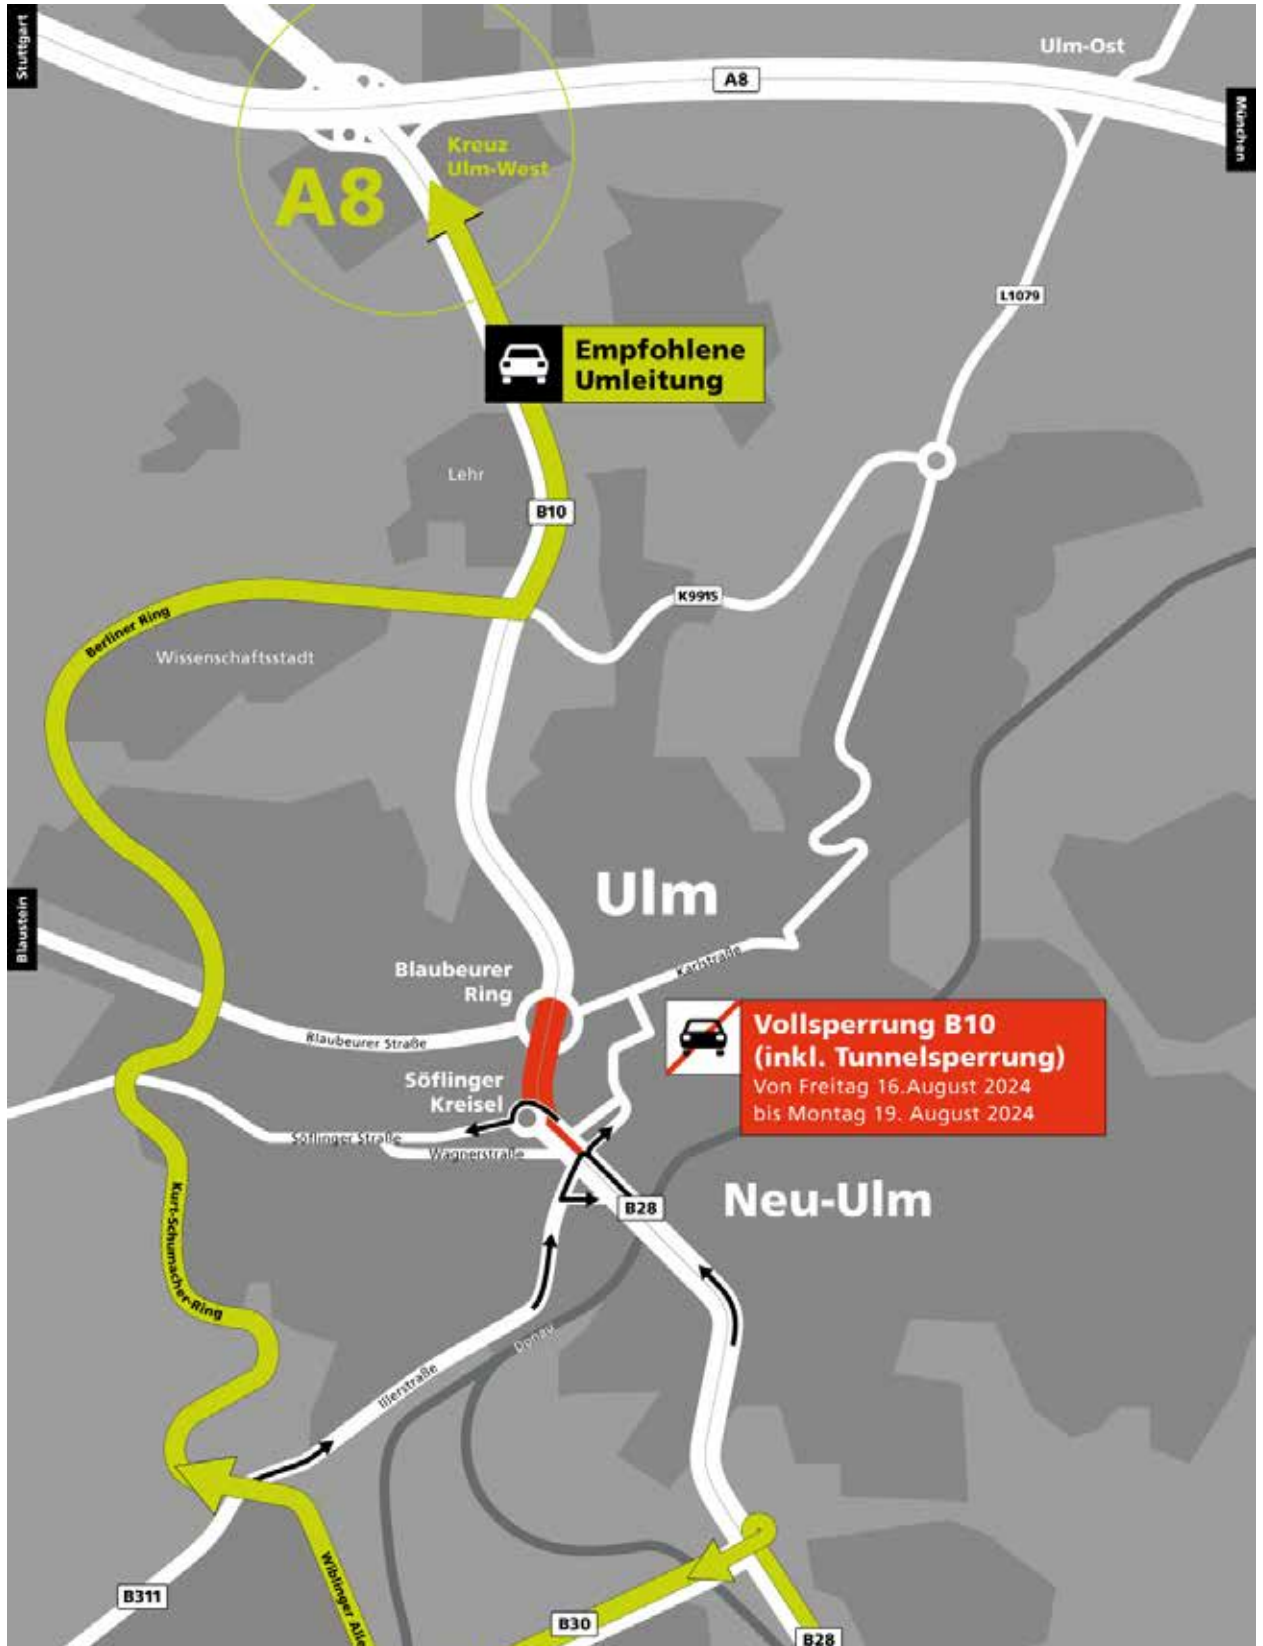 Stuttgart
Ulm-Ost
A8
München
Kreuz
Ulm-West
A8
L1079
Empfohlene
Umleitung
Lehr
B10
K9915
Berliner Ring
Wissenschaftsstadt
Ulm
Blaustein
Karlstraße
Blaubeurer
Ring
Vollsperrung B10
(inkl. Tunnelsperrung)
Von Freitag 16.August 2024
bis Montag 19. August 2024
Blaubeurer Straße
Söflinger
Kreisel
Söflinger Straße
Wagnerstraße
Neu-Ulm
B28
Kurt-Schumacher-Ring
Donau
Illerstraße
Wiblinger Alle
B311
B30
B28